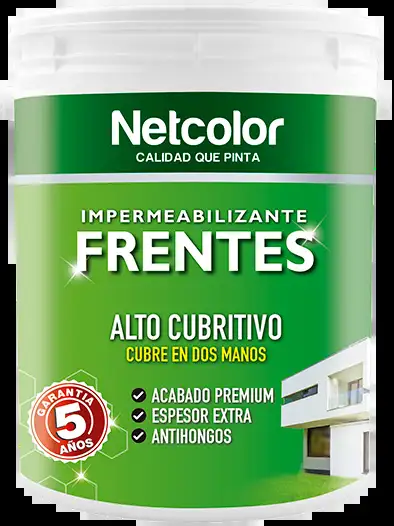 Netcolor
CALIDAD QUE PINTA
IMPERMEABILIZANTE
FRENTES
ALTO CUBRITIVO
CUBRE EN DOS MANOS
ACABADO PREMIUM
ESPESOR EXTRA
ANTIHONGOS
GARANTIA
5
AÑOS